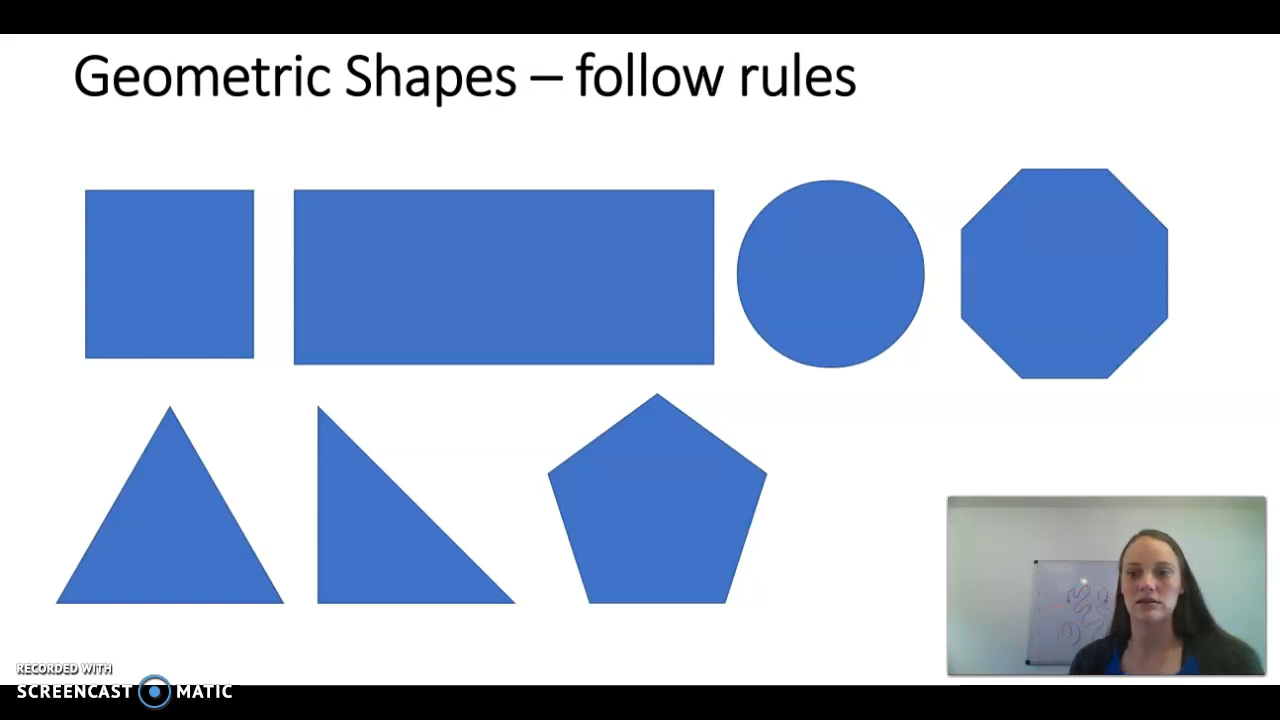 Geometric Shapes – follow rules
RECORDED WITH
SCREENCAST MATIC